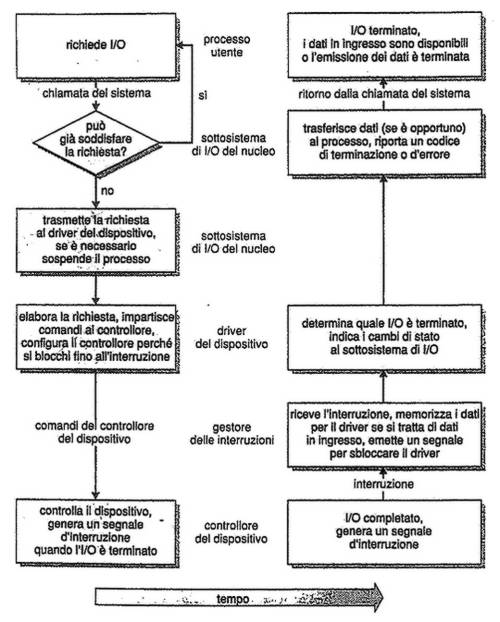 richiede I/O
processo
utente
I/O terminato,
i dati in ingresso sono disponibili
o l'emissione dei dati è terminata
chiamata del sistema
sì
ritorno dalla chiamata del sistema
può
già soddisfare
la richiesta?
sottosistema
di I/O del nucleo
trasferisce dati (se è opportuno)
al processo, riporta un codice
di terminazione o d'errore
no
trasmette la richiesta
al driver del dispositivo,
se è necessario
sospende il processo
sottosistema
di I/O del nucleo
elabora la richiesta, impartisce
comandi al controllore,
configura il controllore perché
si blocchi fino all'interruzione
driver
del dispositivo
determina quale I/O è terminato,
indica i cambi di stato
al sottosistema di I/O
comandi del controllore
del dispositivo
gestore
delle interruzioni
riceve l'interruzione, memorizza i dati
per il driver se si tratta di dati
in ingresso, emette un segnale
per sbloccare il driver
interruzione
controlla il dispositivo,
genera un segnale
d'interruzione
quando l'I/O è terminato
controllore
del dispositivo
I/O completato,
genera un segnale
d'interruzione
tempo